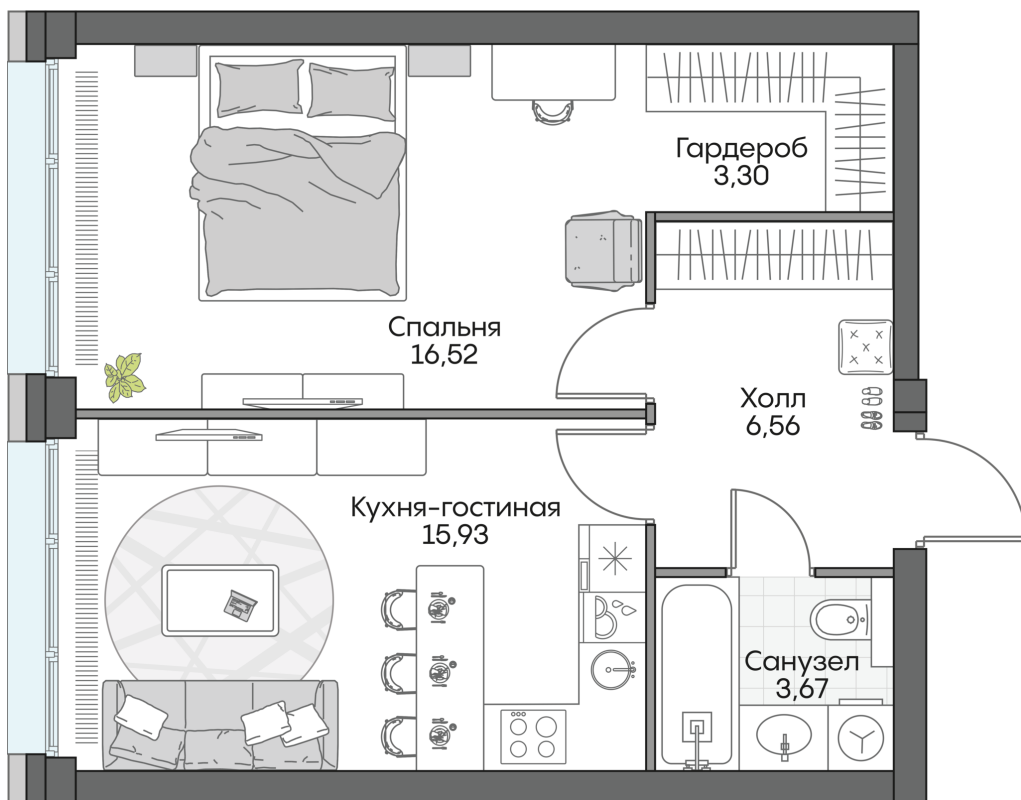 Гардероб
3,30
Спальня
16,52
Холл
6,56
Кухня-гостиная
15,93
Санузел
3,67